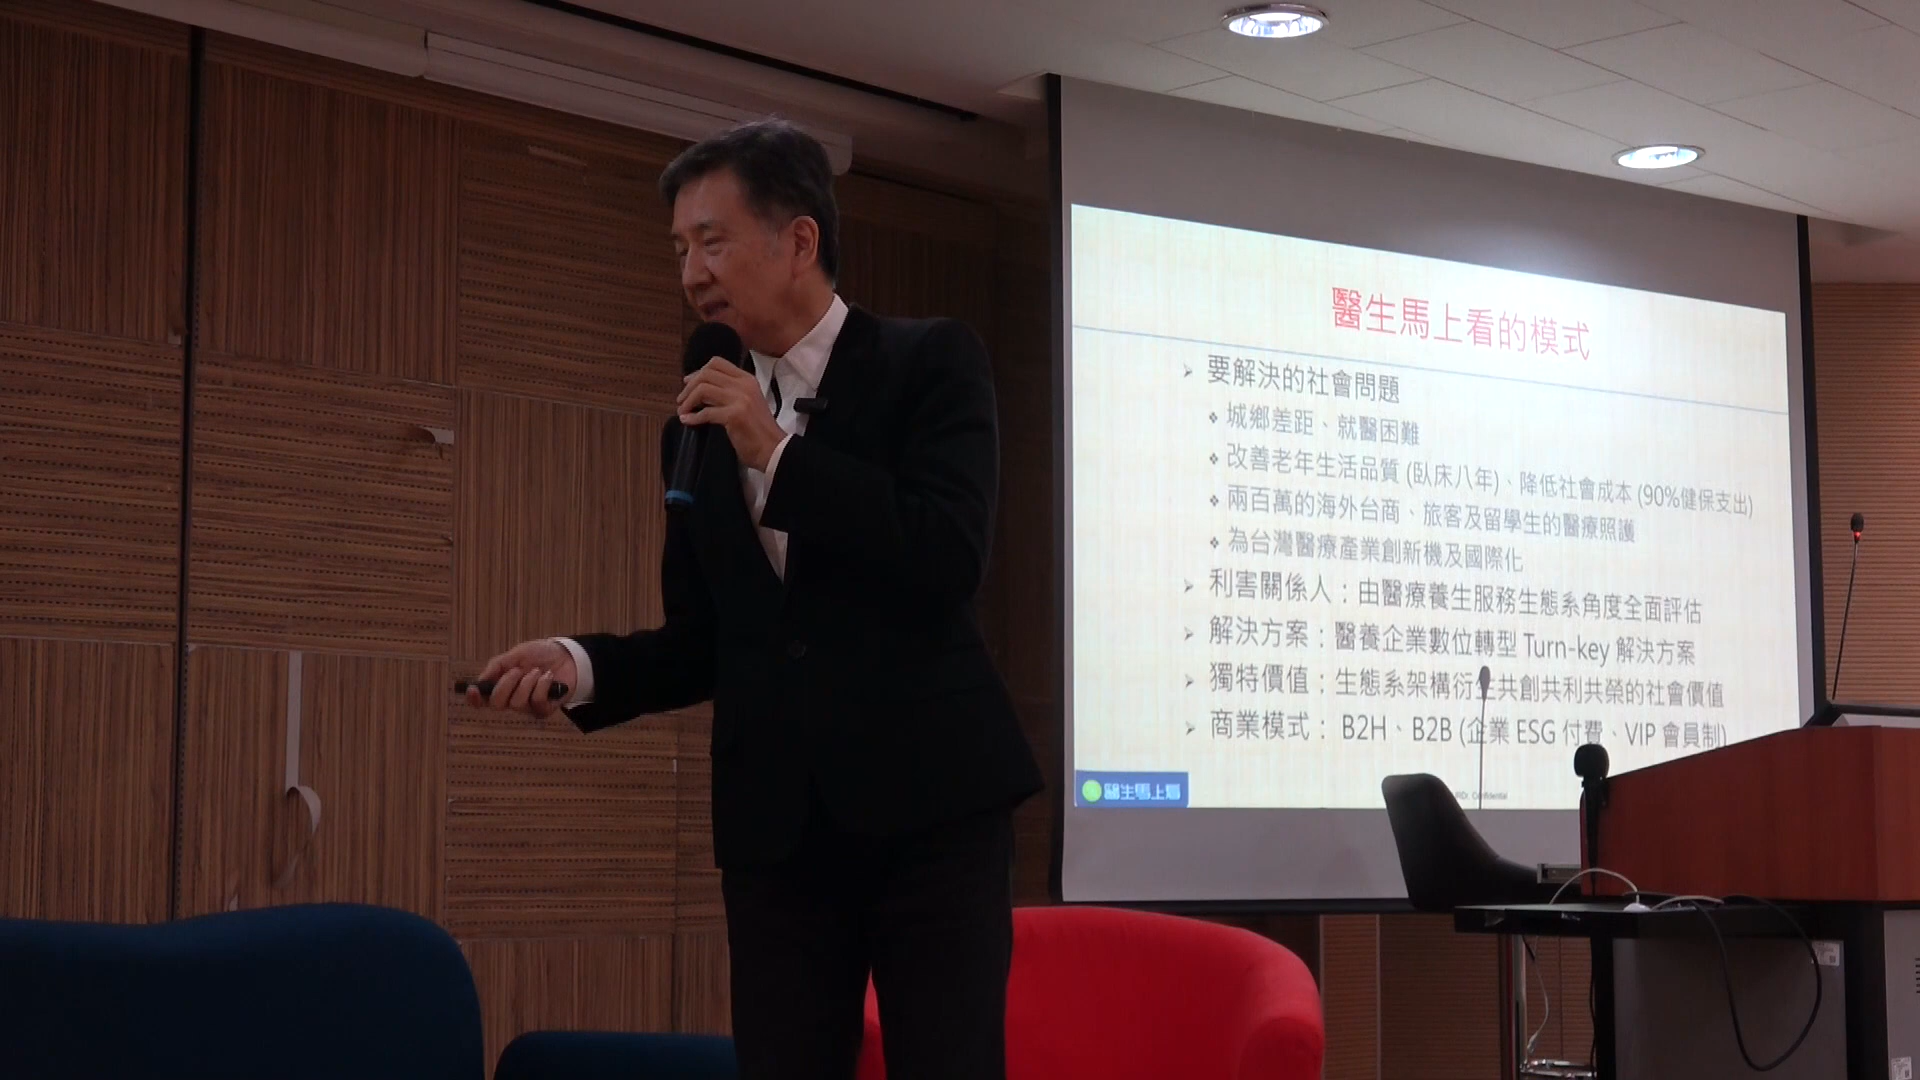 醫生馬上看的模式
要解決的社會問題
城鄉差距、就醫困難
改善老年生活品質 (臥床八年)、降低社會成本 (90%健保支出)
兩百萬的海外台商、旅客及留學生的醫療照護
為台灣醫療產業創新機及國際化
利害關係人：由醫療養生服務生態系角度全面評估
解決方案：醫養企業數位轉型 Turn-key 解決方案
獨特價值：生態系架構衍生共創共利共榮的社會價值
商業模式： B2H、B2B (企業 ESG 付費、VIP 會員制)
醫生馬上看
Confidential